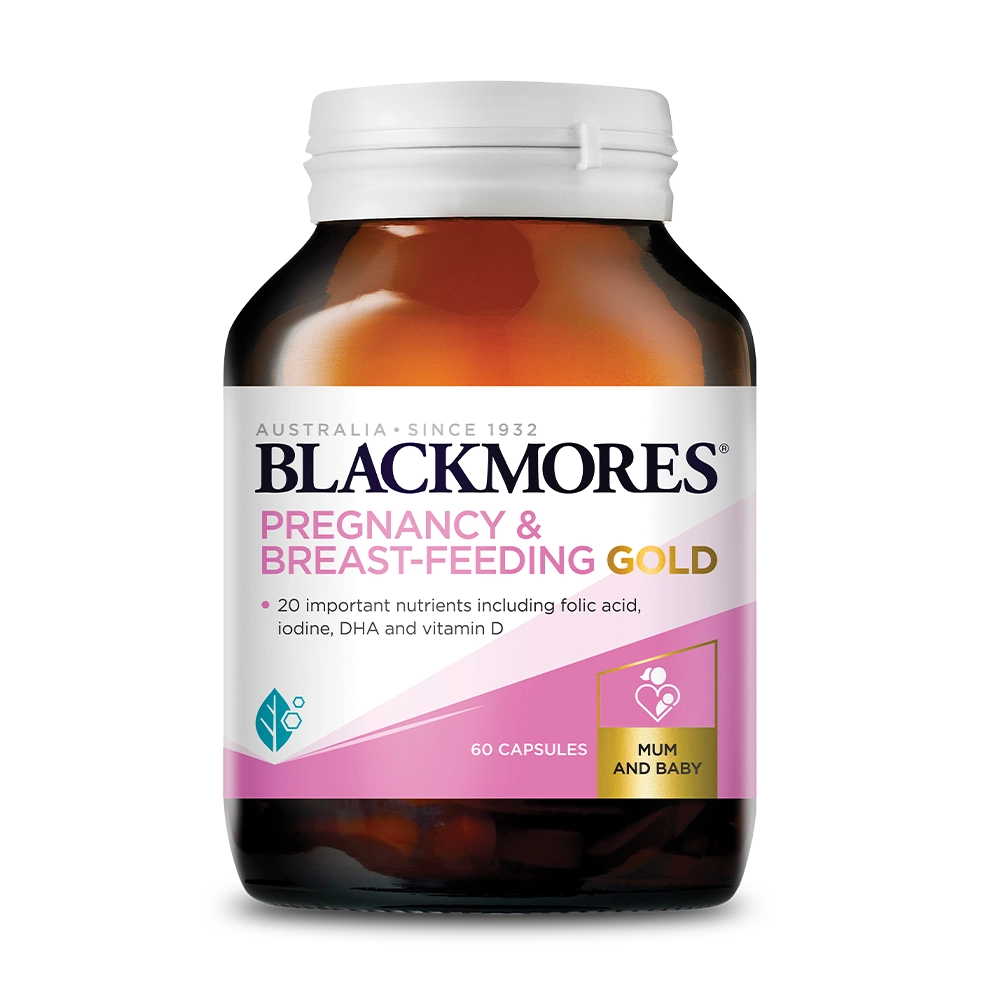 AUSTRALIA • SINCE 1932
BLACKMORES®
PREGNANCY &
BREAST-FEEDING GOLD
• 20 important nutrients including folic acid,
iodine, DHA and vitamin D
60 CAPSULES
MUM
AND BABY